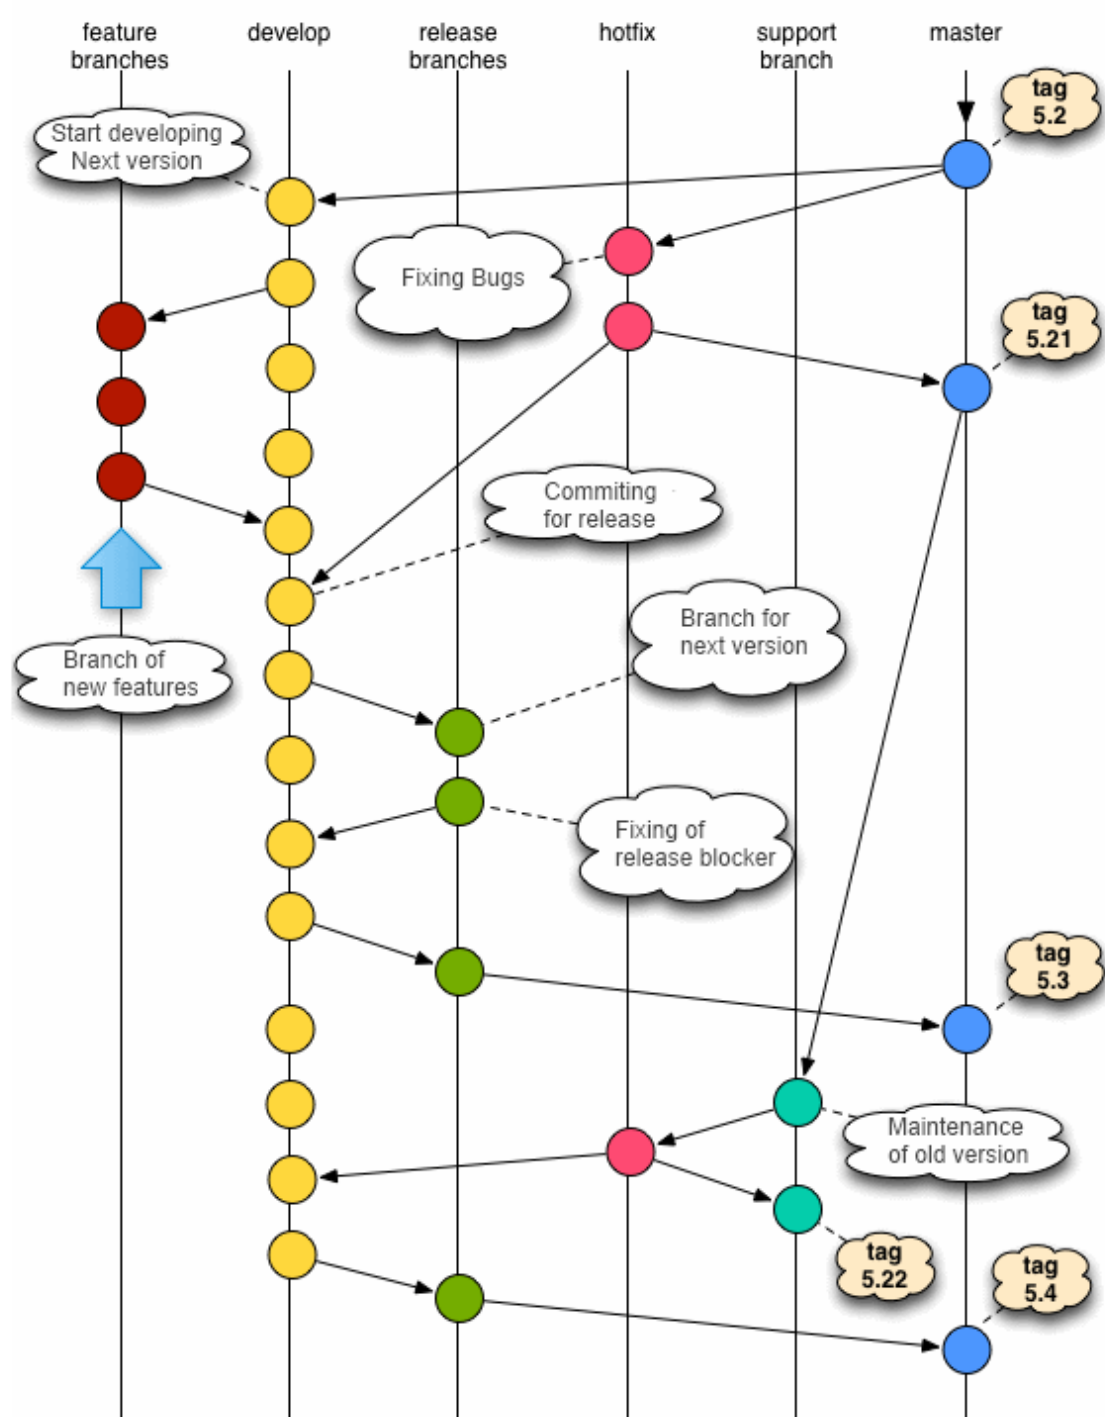 feature
branches
develop
release
branches
hotfix
support
branch
master
tag
5.2
Start developing
Next version
Fixing Bugs
tag
5.21
Commiting
for release
Branch for
next version
Branch of
new features
Fixing of
release blocker
tag
5.3
Maintenance
of old version
tag
5.22
tag
5.4